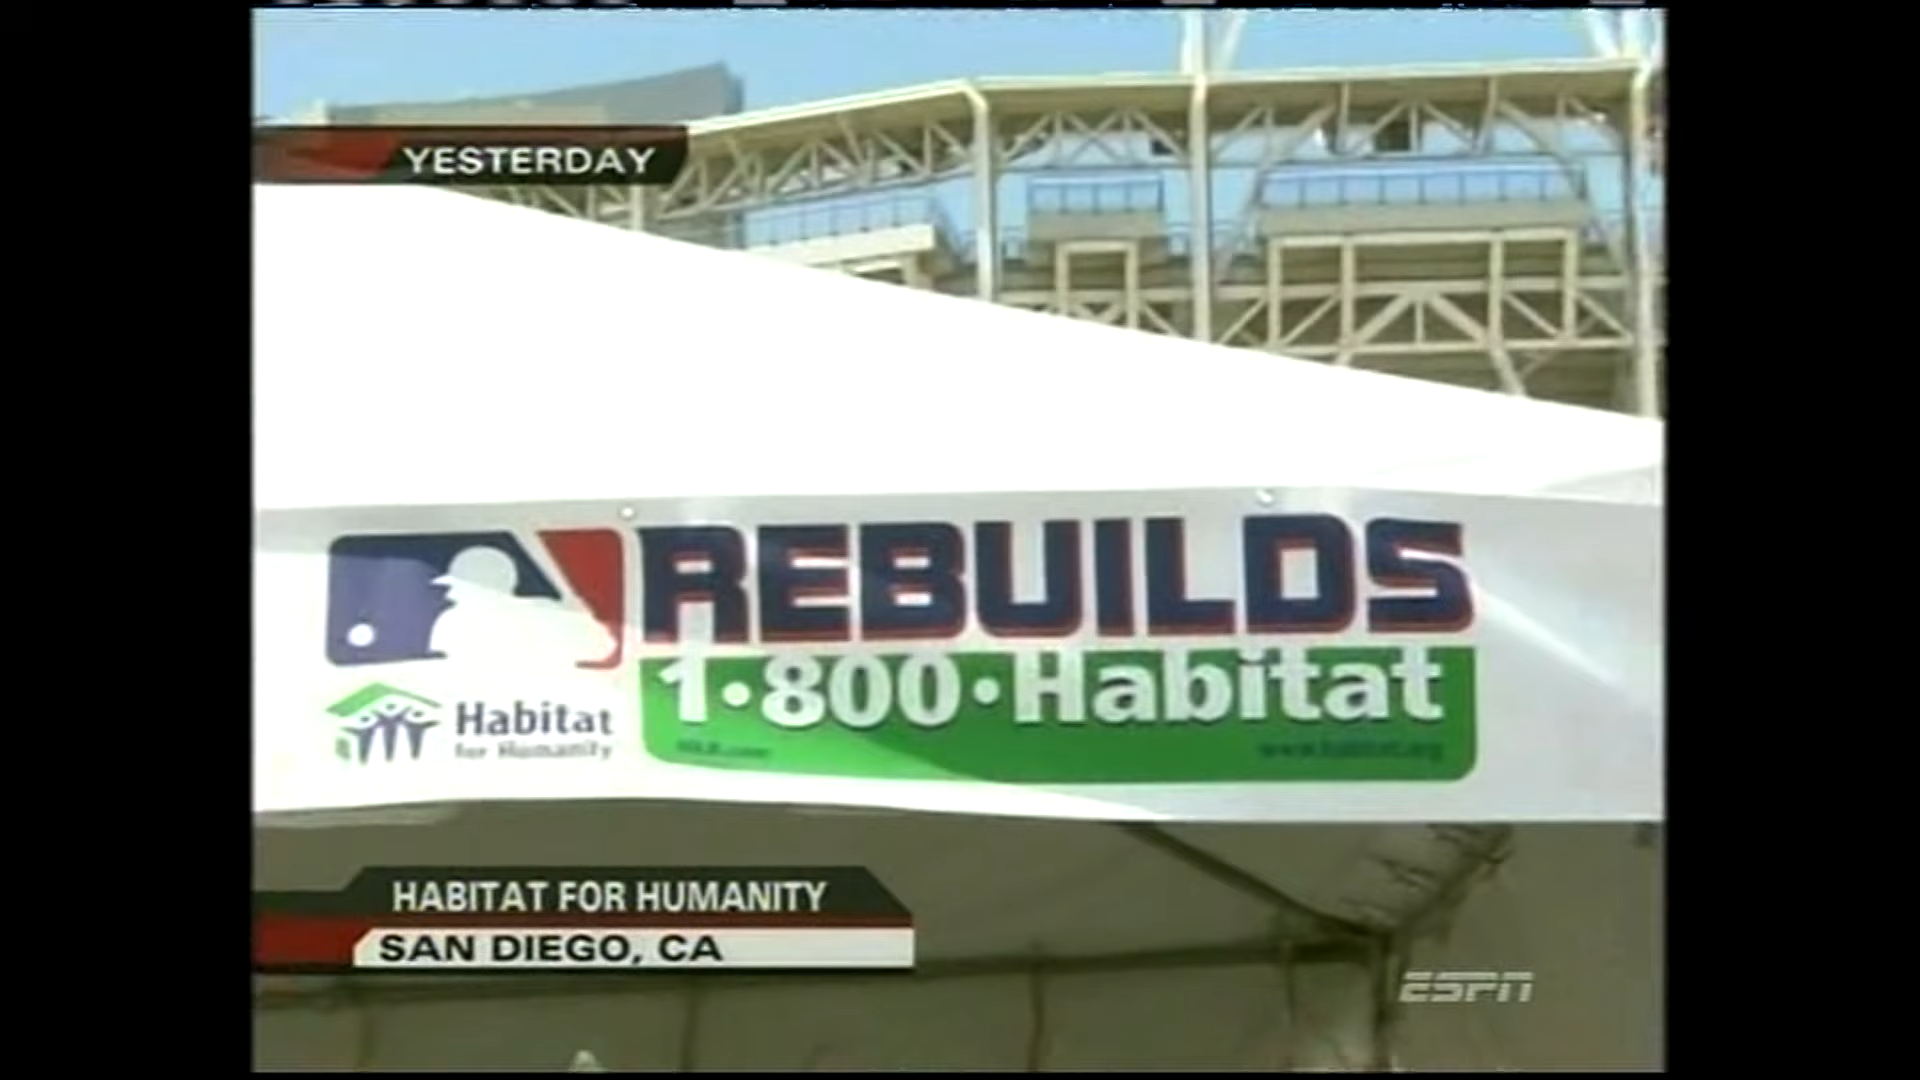 YESTERDAY
REBUILDS
1·800·Habitat
Habitat
for Humanity
HABITAT FOR HUMANITY
SAN DIEGO, CA
ESPN